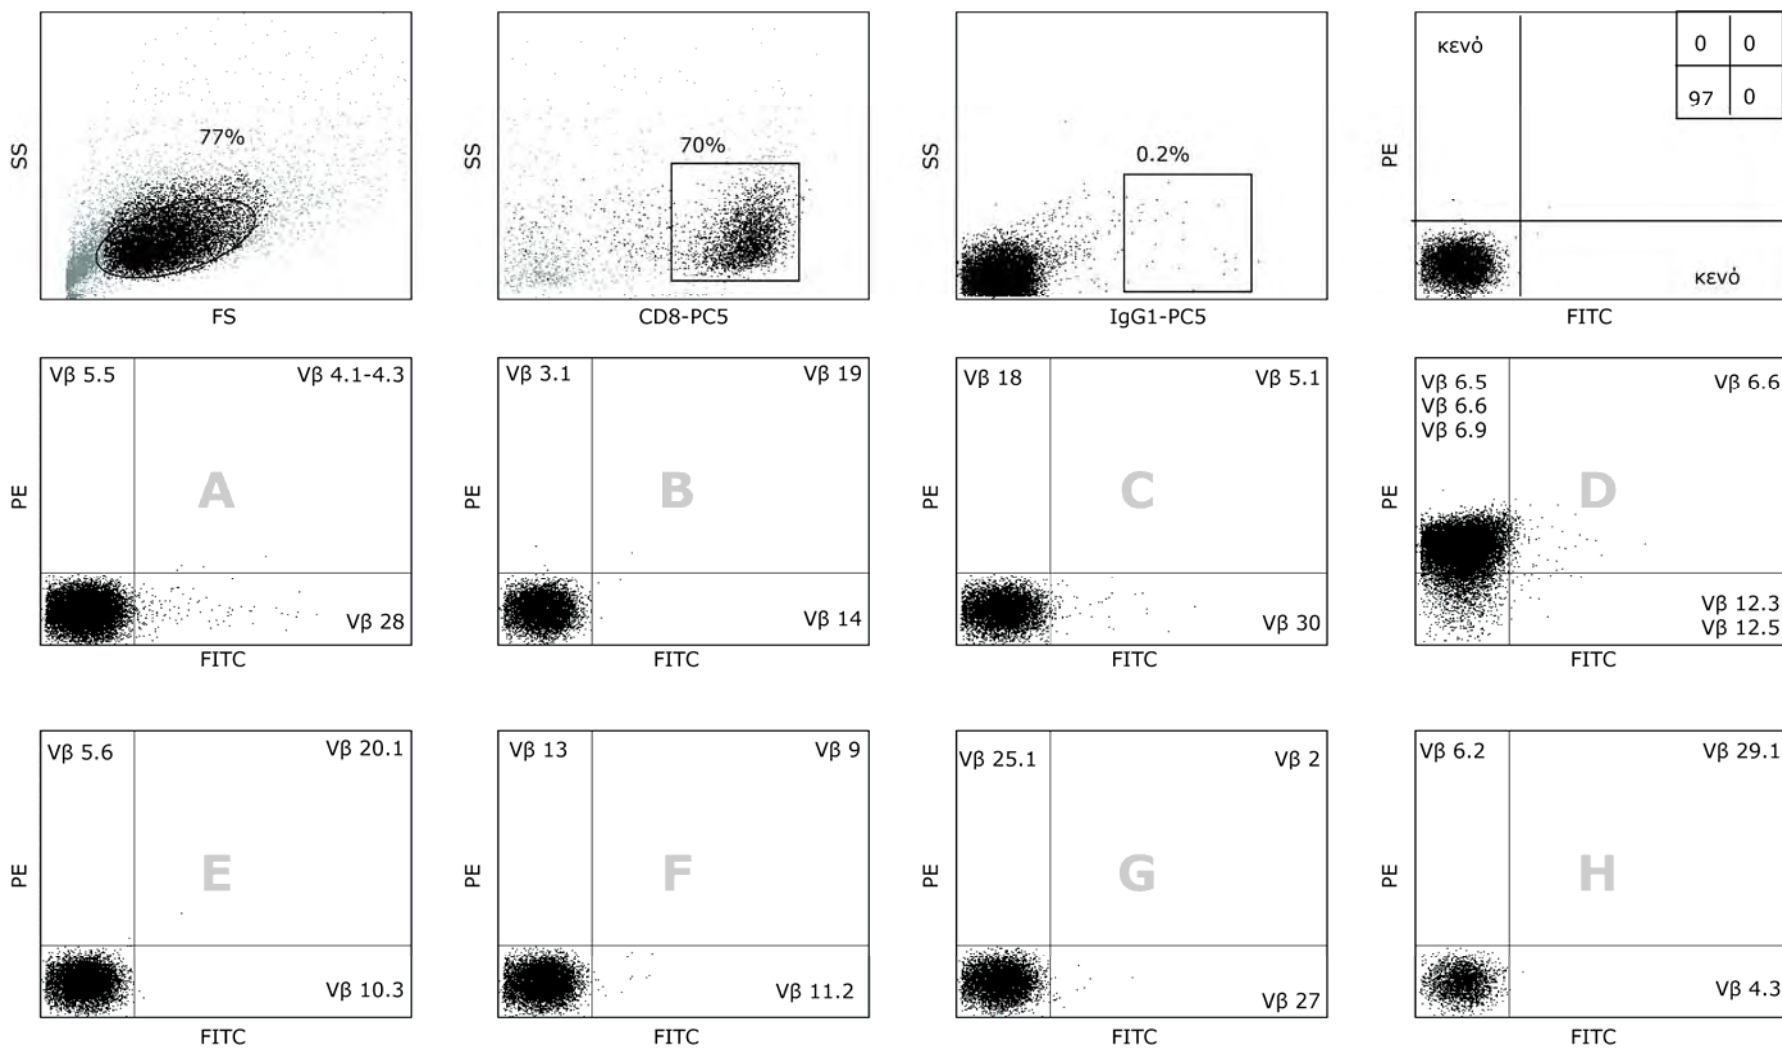 77%
SS
FS
70%
SS
CD8-PC5
0.2%
SS
IgG1-PC5
κενό
0 0
97 0
κενό
PE
FITC
Vβ 5.5 Vβ 4.1-4.3
A
PE
Vβ 28
FITC
Vβ 3.1 Vβ 19
B
PE
Vβ 14
FITC
Vβ 18 Vβ 5.1
C
PE
Vβ 30
FITC
Vβ 6.5 Vβ 6.6
Vβ 6.6
Vβ 6.9
D
PE
Vβ 12.3
Vβ 12.5
FITC
Vβ 5.6 Vβ 20.1
E
PE
Vβ 10.3
FITC
Vβ 13 Vβ 9
F
PE
Vβ 11.2
FITC
Vβ 25.1 Vβ 2
G
PE
Vβ 27
FITC
Vβ 6.2 Vβ 29.1
H
PE
Vβ 4.3
FITC